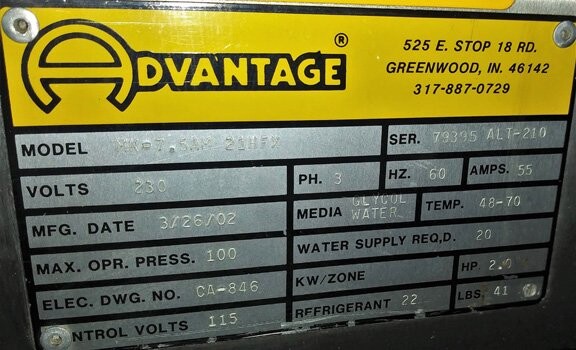 ADVANTAGE ®
525 E. STOP 18 RD.
GREENWOOD, IN. 46142
317-887-0729
MODEL
SER. 79395 ALT-210
VOLTS 230
PH. 3
HZ. 60
AMPS. 55
MFG. DATE 3/26/02
MEDIA GLYCOL WATER
TEMP. 48-70
MAX. OPR. PRESS. 100
WATER SUPPLY REQ,D. 20
ELEC. DWG. NO. CA-846
KW/ZONE
HP. 2.0
NTROL VOLTS 115
REFRIGERANT 22
LBS. 41